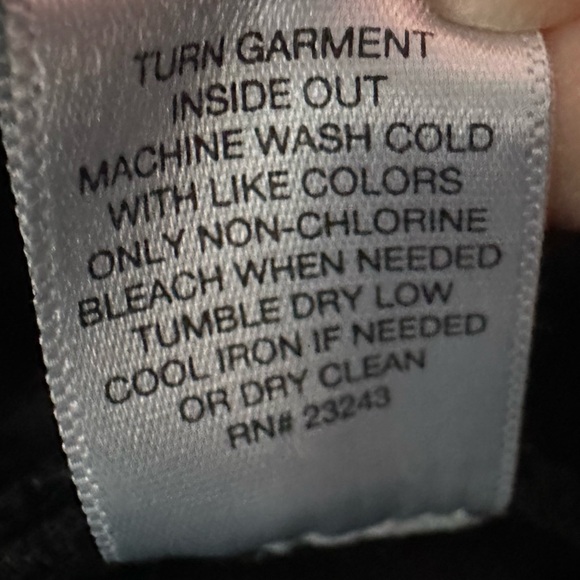 TURN GARMENT
INSIDE OUT
MACHINE WASH COLD
WITH LIKE COLORS
ONLY NON-CHLORINE
BLEACH WHEN NEEDED
TUMBLE DRY LOW
COOL IRON IF NEEDED
OR DRY CLEAN
RN# 23243